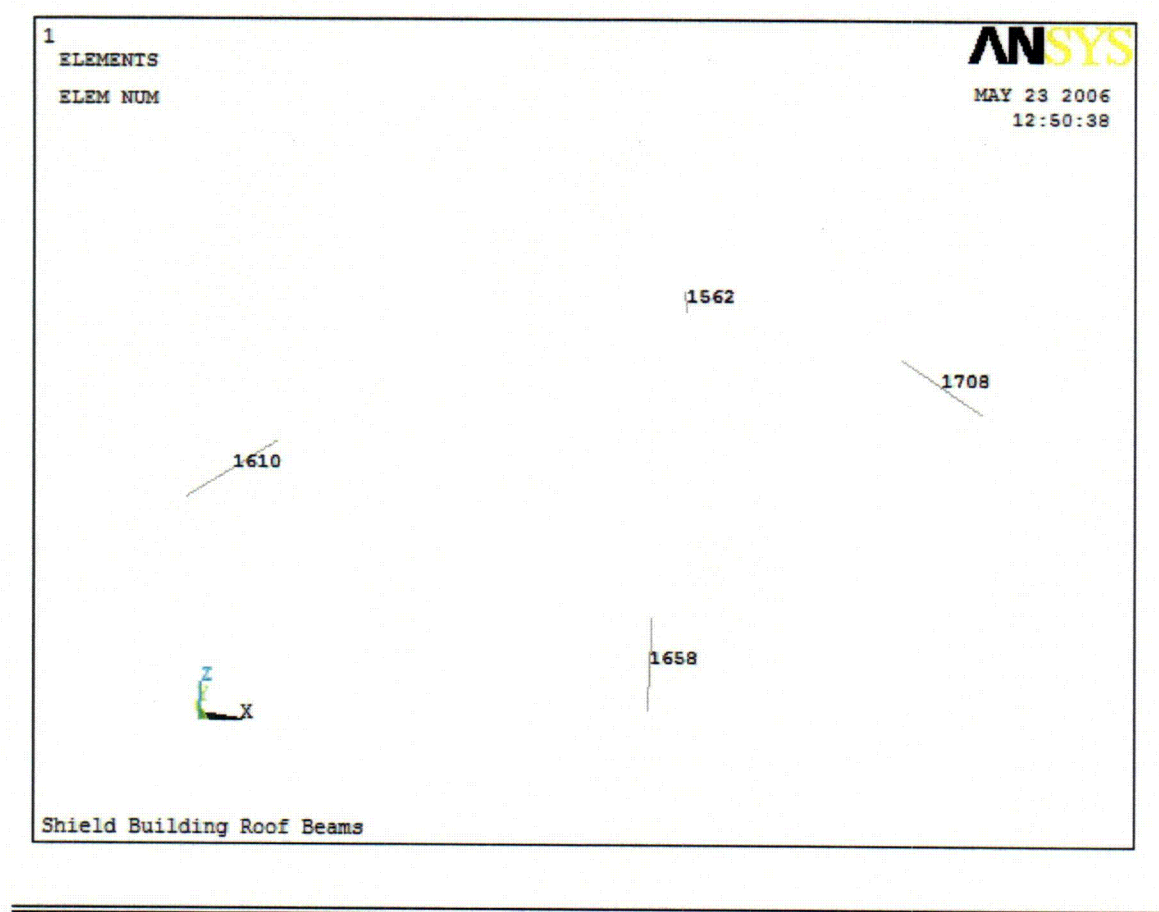 1
ELEMENTS
ELEM NUM
ANSYS
MAY 23 2006
12:50:38
1562
1708
1610
1658
Z
Y
X
Shield Building Roof Beams